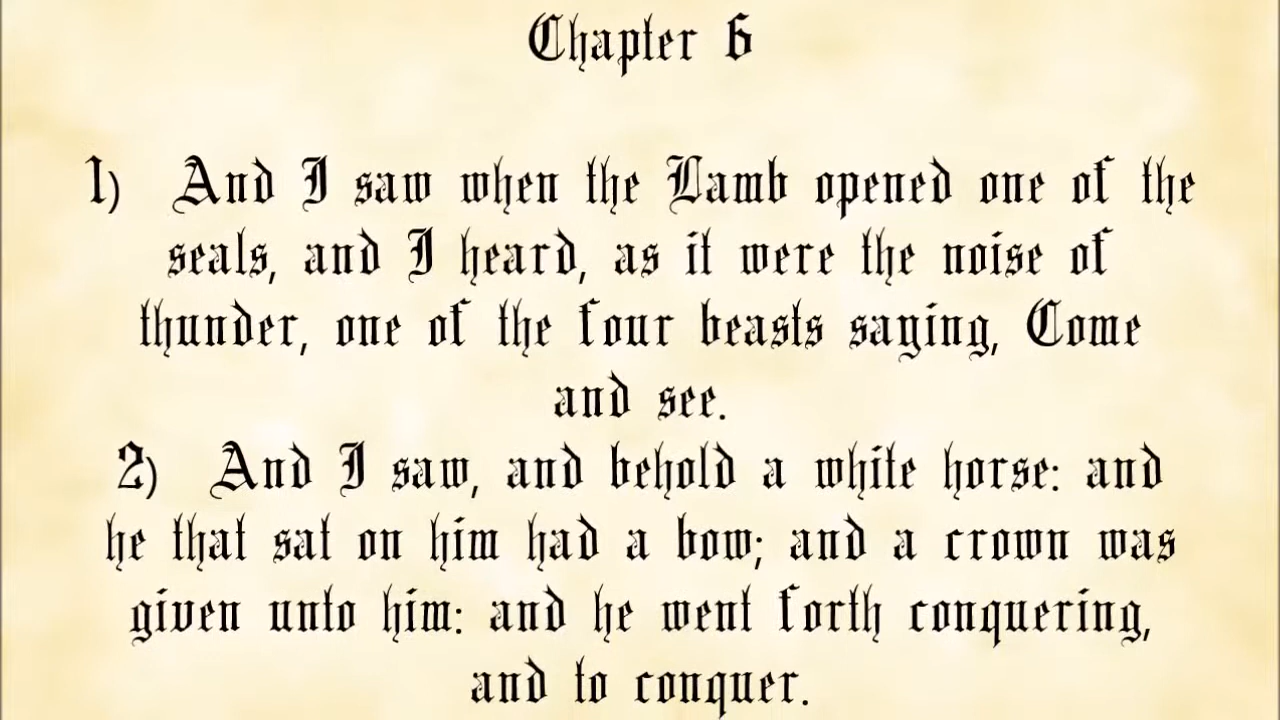 Chapter 6
1) And I saw when the Lamb opened one of the
seals, and I heard, as it were the noise of
thunder, one of the four beasts saying, Come
and see.
2) And I saw, and behold a white horse: and
he that sat on him had a bow; and a crown was
given unto him: and he went forth conquering,
and to conquer.